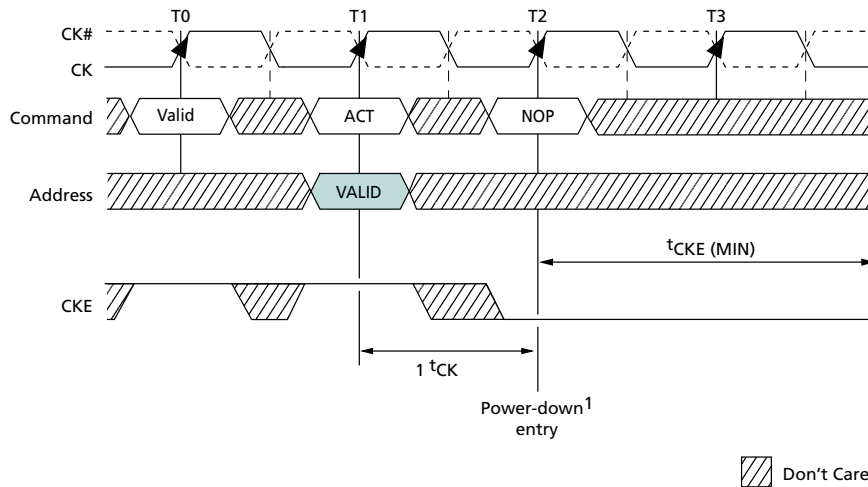 T0 T1 T2 T3
CK#
CK
Command Valid ACT NOP
Address VALID
tCKE (MIN)
CKE
1 tCK
Power-down1
entry
Don't Care